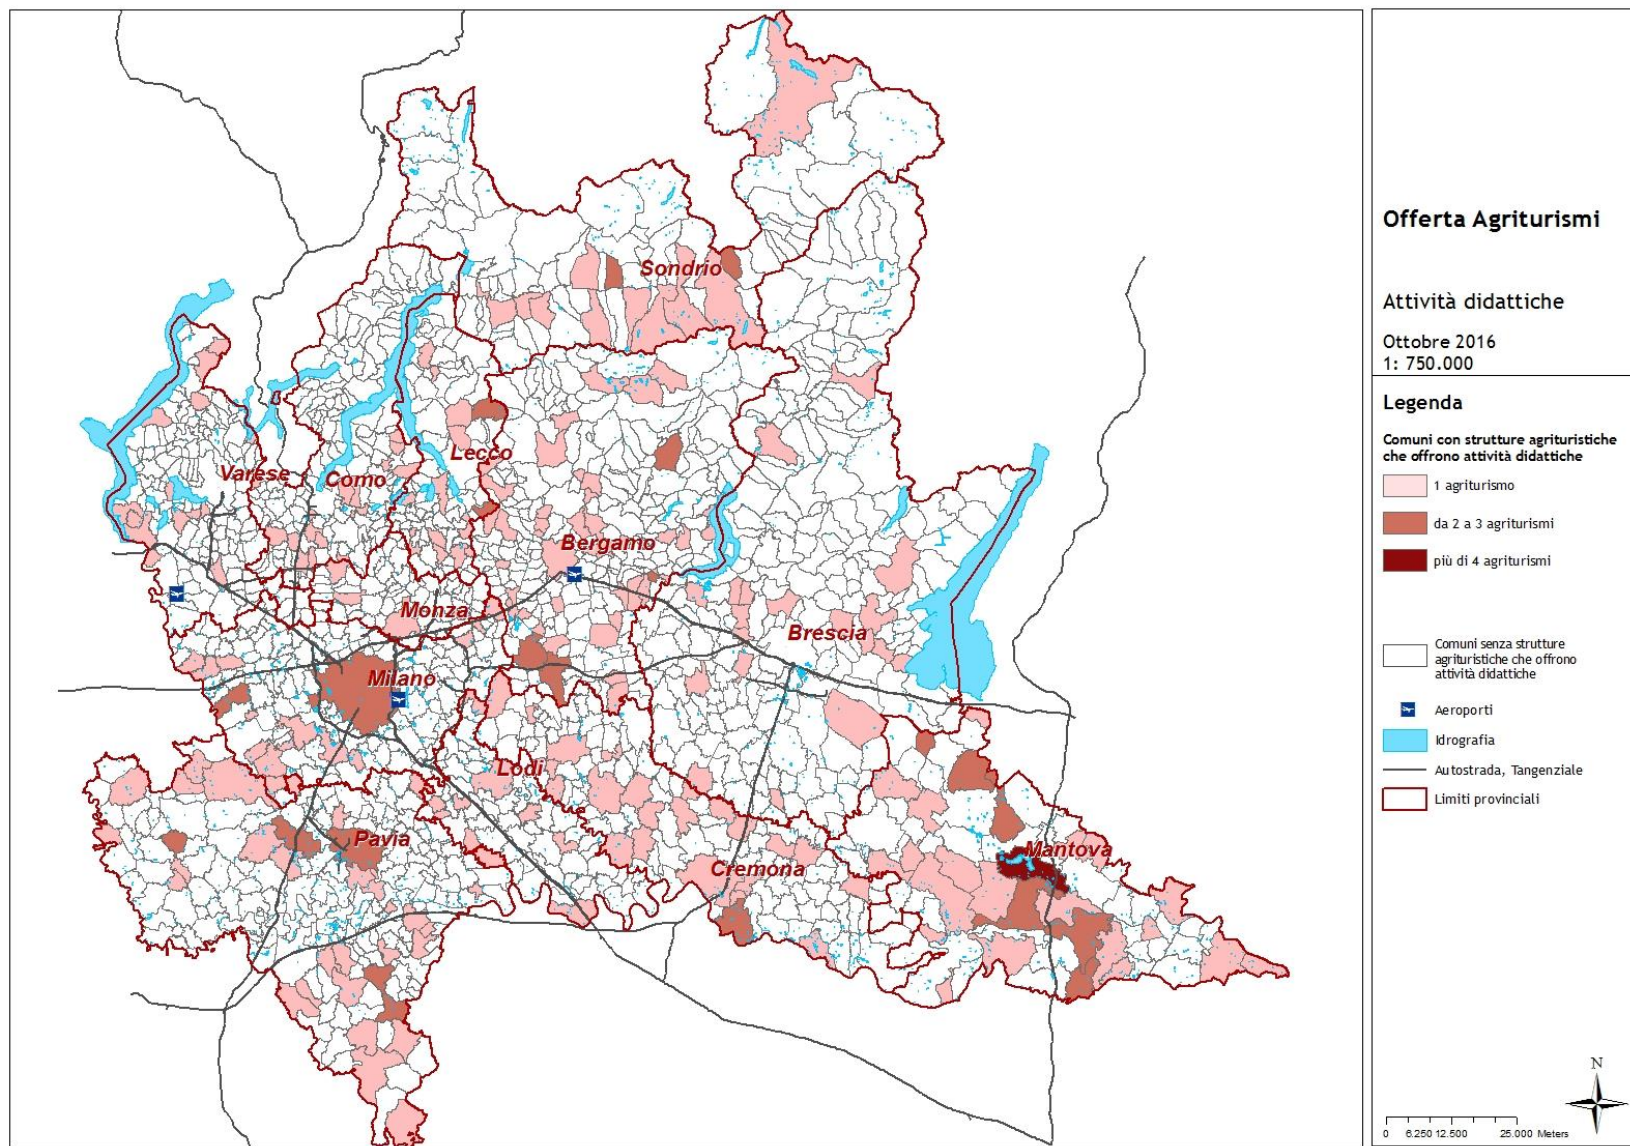 Sondrio
Varese
Como
Lecco
Bergamo
Monza
Brescia
Milano
Lodi
Pavia
Cremona
Mantova
Offerta Agriturismi
Attività didattiche
Ottobre 2016
1: 750.000
Legenda
Comuni con strutture agrituristiche
che offrono attività didattiche
1 agriturismo
da 2 a 3 agriturismi
più di 4 agriturismi
Comuni senza strutture
agrituristiche che offrono
attività didattiche
Aeroporti
Idrografia
Autostrada, Tangenziale
Limiti provinciali
N
0 6.250 12.500 25.000 Meters